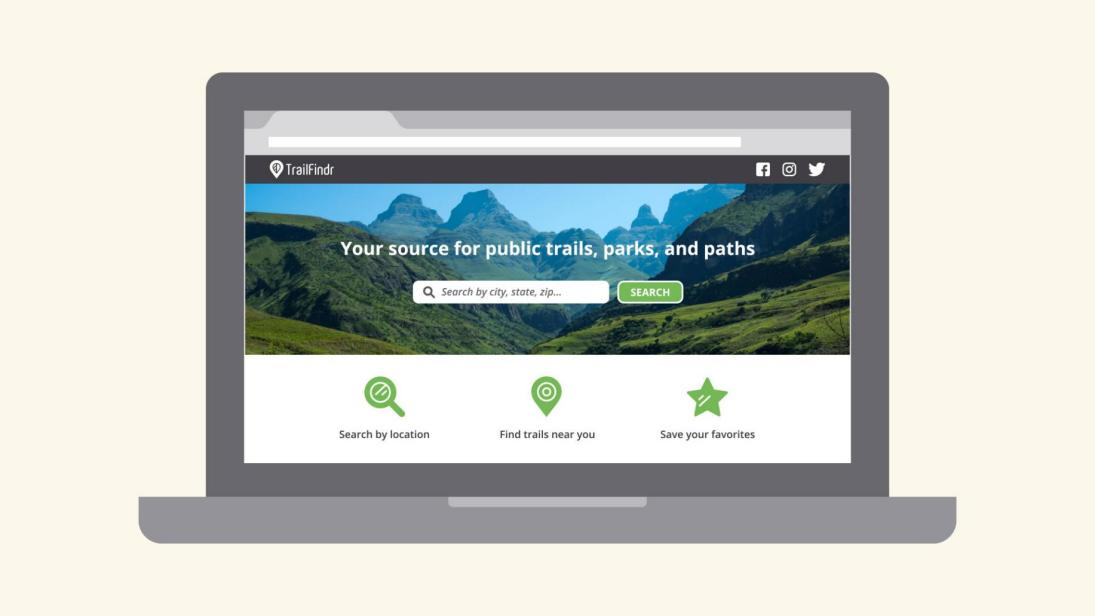 TrailFindr
Your source for public trails, parks, and paths
Search by city, state, zip...
SEARCH
Search by location
Find trails near you
Save your favorites